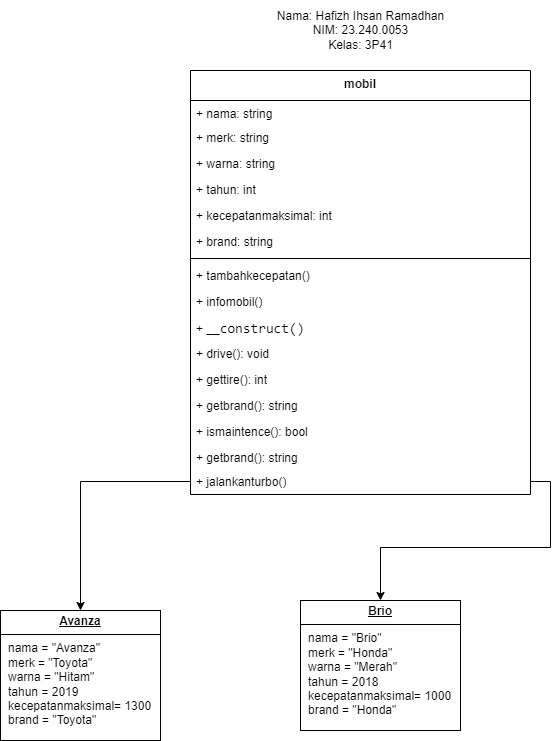 Nama: Hafizh Ihsan Ramadhan
NIM: 23.240.0053
Kelas: 3P41
mobil
+ nama: string
+ merk: string
+ warna: string
+ tahun: int
+ kecepatanmaksimal: int
+ brand: string
+ tambahkecepatan()
+ infomobil()
+ __construct()
+ drive(): void
+ gettire(): int
+ getbrand(): string
+ ismaintence(): bool
+ getbrand(): string
+ jalankanturbo()
Avanza
nama = "Avanza"
merk = "Toyota"
warna = "Hitam"
tahun = 2019
kecepatanmaksimal= 1300
brand = "Toyota"
Brio
nama = "Brio"
merk = "Honda"
warna = "Merah"
tahun = 2018
kecepatanmaksimal= 1000
brand = "Honda"